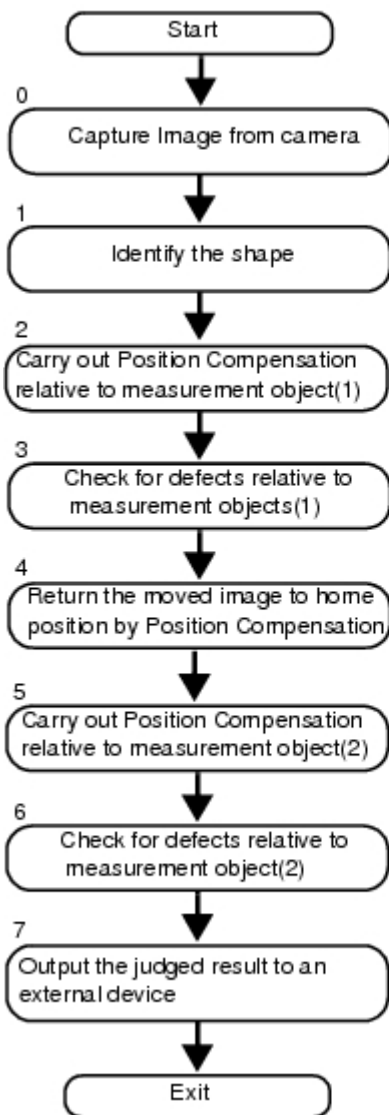 Start
0
Capture Image from camera
1
Identify the shape
2
Carry out Position Compensation
relative to measurement object(1)
3
Check for defects relative to
measurement objects(1)
4
Return the moved image to home
position by Position Compensation
5
Carry out Position Compensation
relative to measurement object(2)
6
Check for defects relative to
measurement object(2)
7
Output the judged result to an
external device
Exit